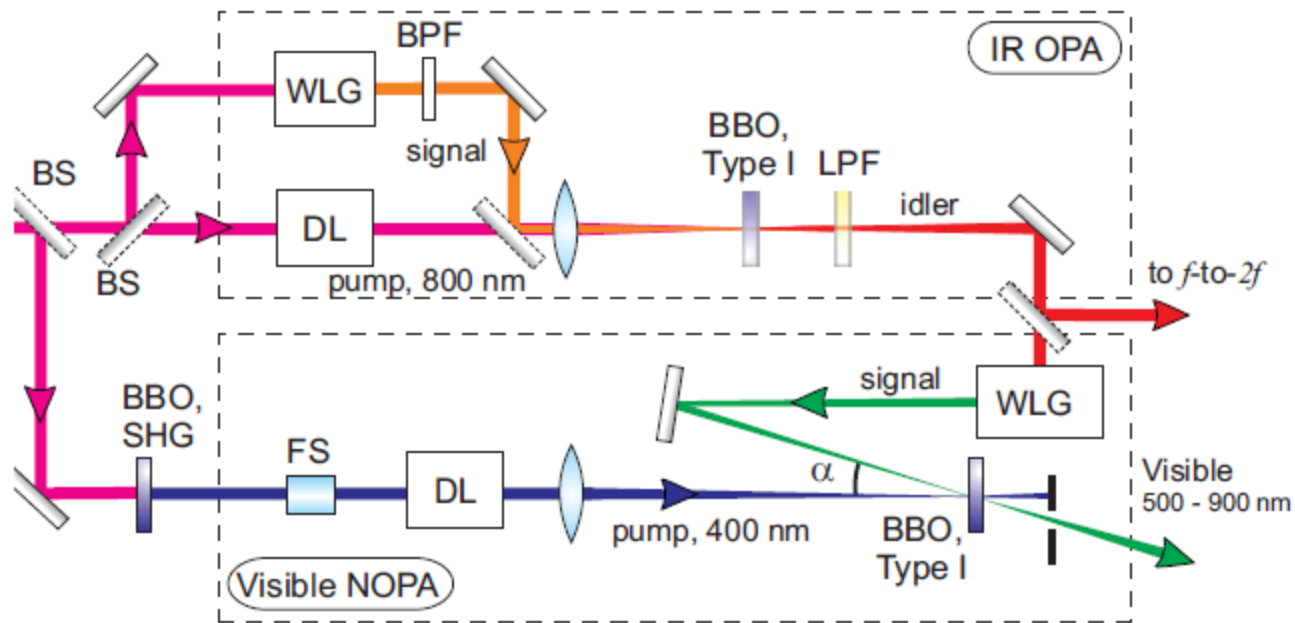 BPF
IR OPA
WLG
signal
BBO,
Type I
LPF
BS
idler
DL
BS
pump, 800 nm
to f-to-2f
BBO,
SHG
signal
WLG
FS
DL
α
Visible
500 - 900 nm
pump, 400 nm
BBO,
Type I
Visible NOPA